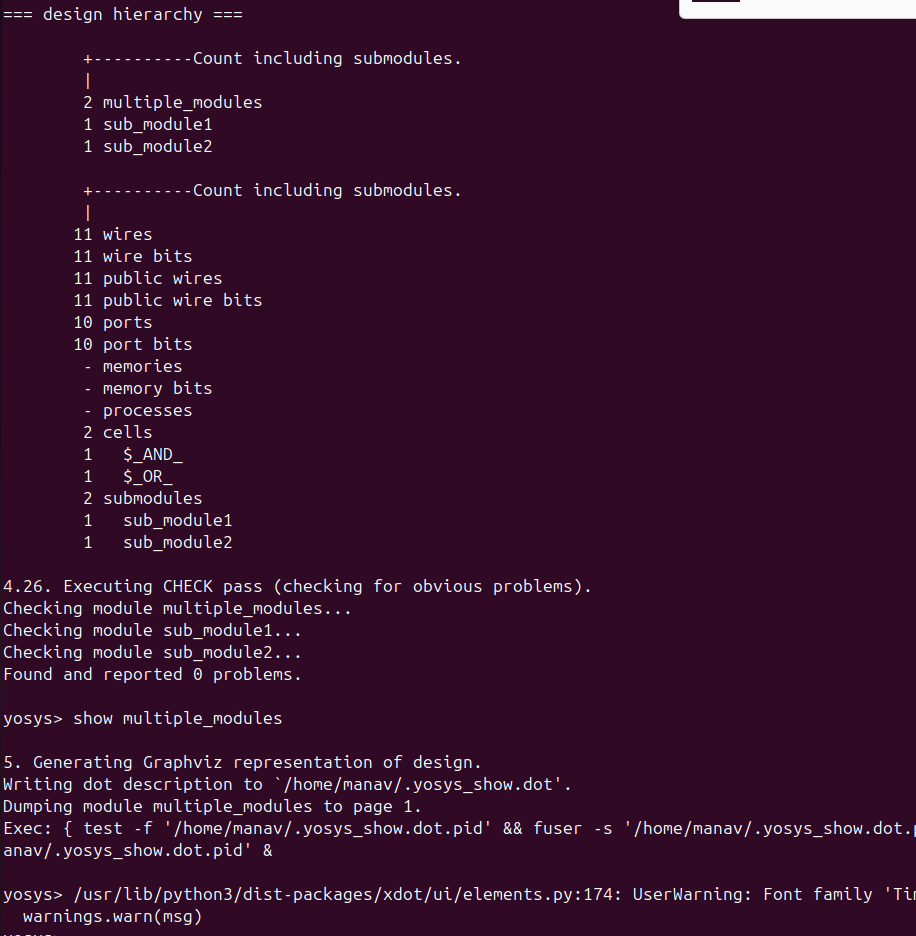 === design hierarchy ===
+----------Count including submodules.
|
2 multiple_modules
1 sub_module1
1 sub_module2
+----------Count including submodules.
|
11 wires
11 wire bits
11 public wires
11 public wire bits
10 ports
10 port bits
- memories
- memory bits
- processes
2 cells
1   $_AND_
1   $_OR_
2 submodules
1   sub_module1
1   sub_module2
4.26. Executing CHECK pass (checking for obvious problems).
Checking module multiple_modules...
Checking module sub_module1...
Checking module sub_module2...
Found and reported 0 problems.
yosys> show multiple_modules
5. Generating Graphviz representation of design.
Writing dot description to `/home/manav/.yosys_show.dot'.
Dumping module multiple_modules to page 1.
Exec: { test -f '/home/manav/.yosys_show.dot.pid' && fuser -s '/home/manav/.yosys_show.dot.
anav/.yosys_show.dot.pid' &
yosys> /usr/lib/python3/dist-packages/xdot/ui/elements.py:174: UserWarning: Font family
warnings.warn(msg)